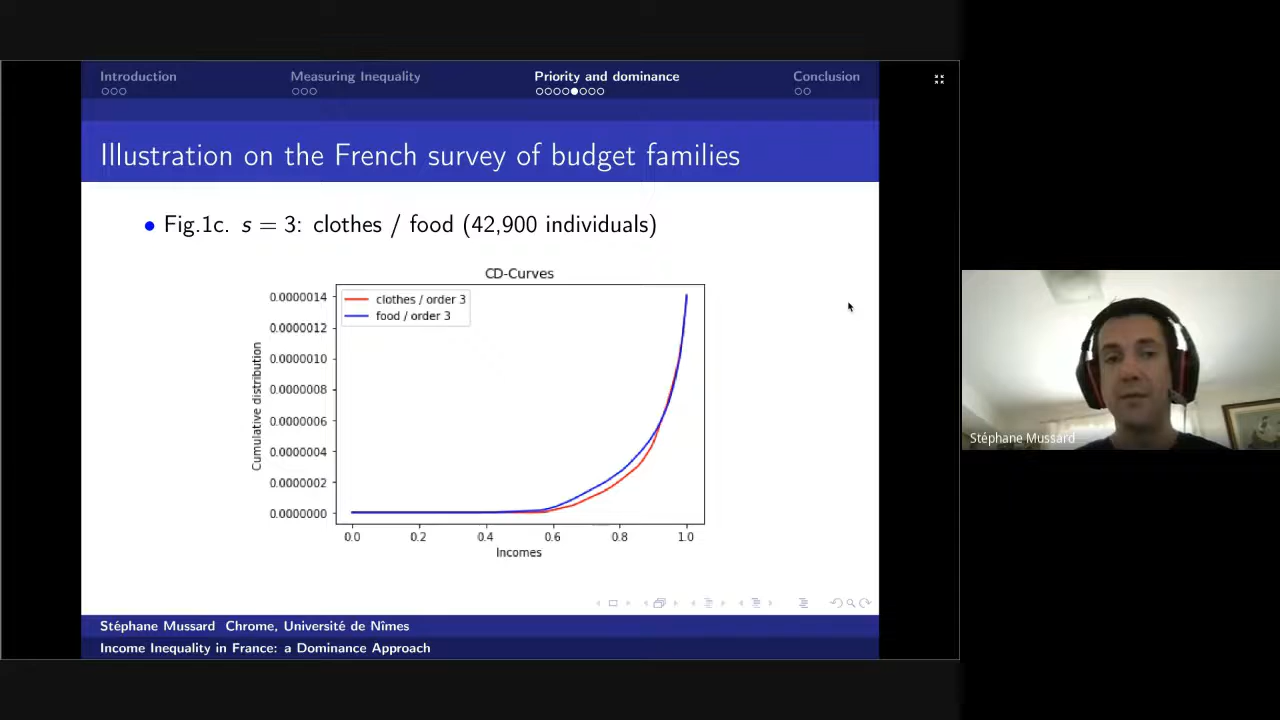 Introduction Measuring Inequality Priority and dominance Conclusion
Illustration on the French survey of budget families
Fig.1c. s = 3: clothes / food (42,900 individuals)
CD-Curves
clothes / order 3
food / order 3
Cumulative distribution
0.0000014
0.0000012
0.0000010
0.0000008
0.0000006
0.0000004
0.0000002
0.0000000
0.0 0.2 0.4 0.6 0.8 1.0
Incomes
Stéphane Mussard Chrome, Université de Nîmes
Income Inequality in France: a Dominance Approach
Stéphane Mussard